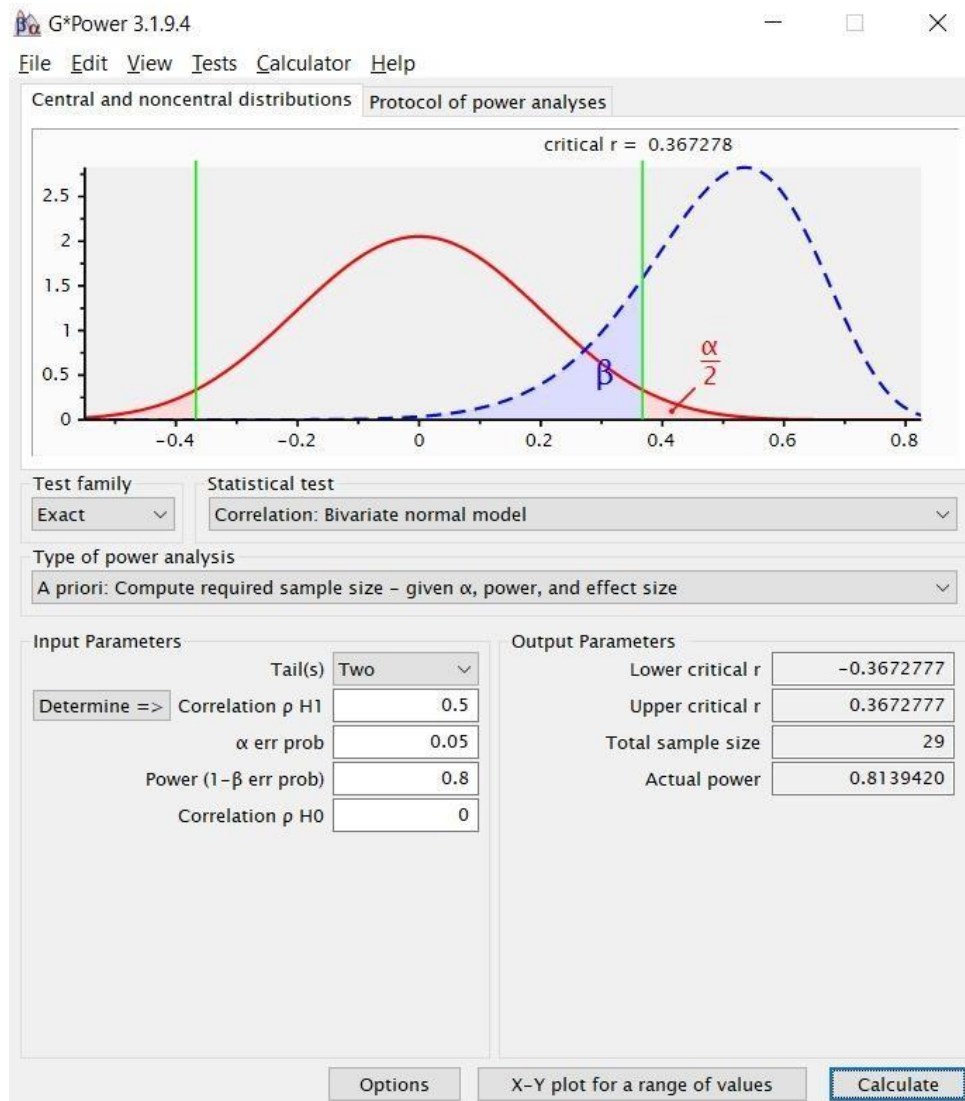 G*Power 3.1.9.4
File Edit View Tests Calculator Help
Central and noncentral distributions Protocol of power analyses
critical r = 0.367278
2.5
2
1.5
1
0.5
0
β
α
2
-0.4 -0.2 0 0.2 0.4 0.6 0.8
Test family Statistical test
Exact Correlation: Bivariate normal model
Type of power analysis
A priori: Compute required sample size – given α, power, and effect size
Input Parameters Output Parameters
Tail(s) Two Lower critical r -0.3672777
Determine => Correlation ρ H1 0.5 Upper critical r 0.3672777
α err prob 0.05 Total sample size 29
Power (1-β err prob) 0.8 Actual power 0.8139420
Correlation ρ H0 0
Options X-Y plot for a range of values Calculate